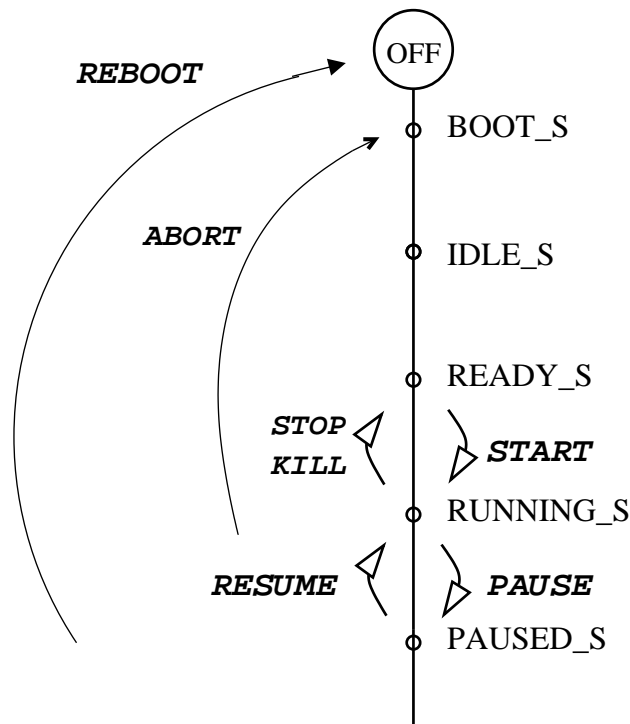 OFF
REBOOT
BOOT_S
ABORT
IDLE_S
READY_S
STOP
KILL
START
RUNNING_S
RESUME
PAUSE
PAUSED_S